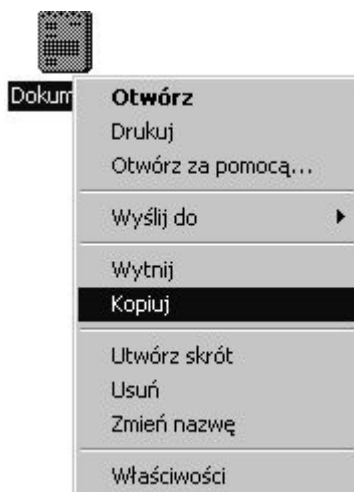 Dokum
Otwórz
Drukuj
Otwórz za pomocą...
Wyślij do
Wytnij
Kopiuj
Utwórz skrót
Usuń
Zmień nazwę
Właściwości